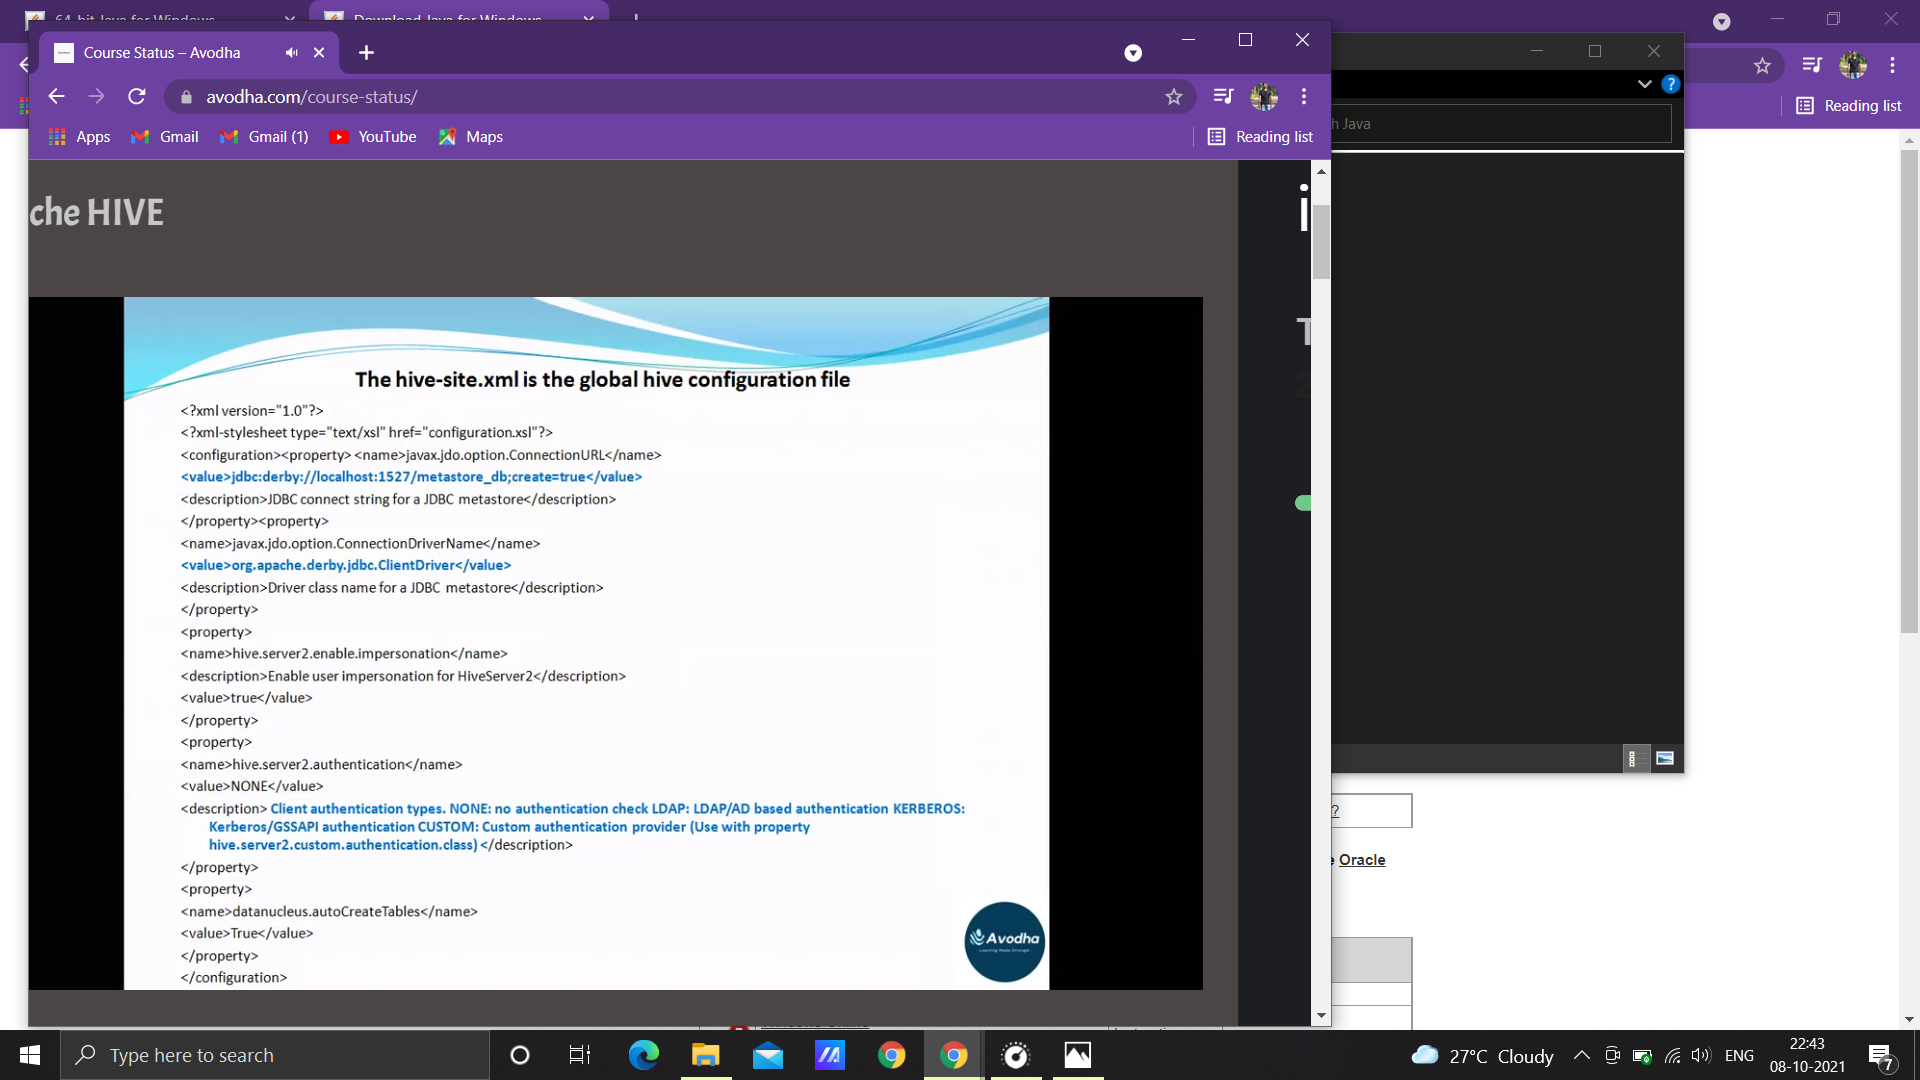 64-bit Java for Windows
Download Java for Windows
Course Status – Avodha
avodha.com/course-status/
Apps
Gmail
Gmail (1)
YouTube
Maps
Reading list
Reading list
h Java
che HIVE
i
T
The hive-site.xml is the global hive configuration file
<?xml version="1.0"?>
<?xml-stylesheet type="text/xsl" href="configuration.xsl"?>
<configuration><property> <name>javax.jdo.option.ConnectionURL</name>
<value>jdbc:derby://localhost:1527/metastore_db;create=true</value>
<description>JDBC connect string for a JDBC metastore</description>
</property><property>
<name>javax.jdo.option.ConnectionDriverName</name>
<value>org.apache.derby.jdbc.ClientDriver</value>
<description>Driver class name for a JDBC metastore</description>
</property>
<property>
<name>hive.server2.enable.impersonation</name>
<description>Enable user impersonation for HiveServer2</description>
<value>true</value>
</property>
<property>
<name>hive.server2.authentication</name>
<value>NONE</value>
<description> Client authentication types. NONE: no authentication check LDAP: LDAP/AD based authentication KERBEROS:
Kerberos/GSSAPI authentication CUSTOM: Custom authentication provider (Use with property
hive.server2.custom.authentication.class) </description>
</property>
<property>
<name>datanucleus.autoCreateTables</name>
<value>True</value>
</property>
</configuration>
Avodha
?
e Oracle
Type here to search
27°C Cloudy
ENG
22:43
08-10-2021
7